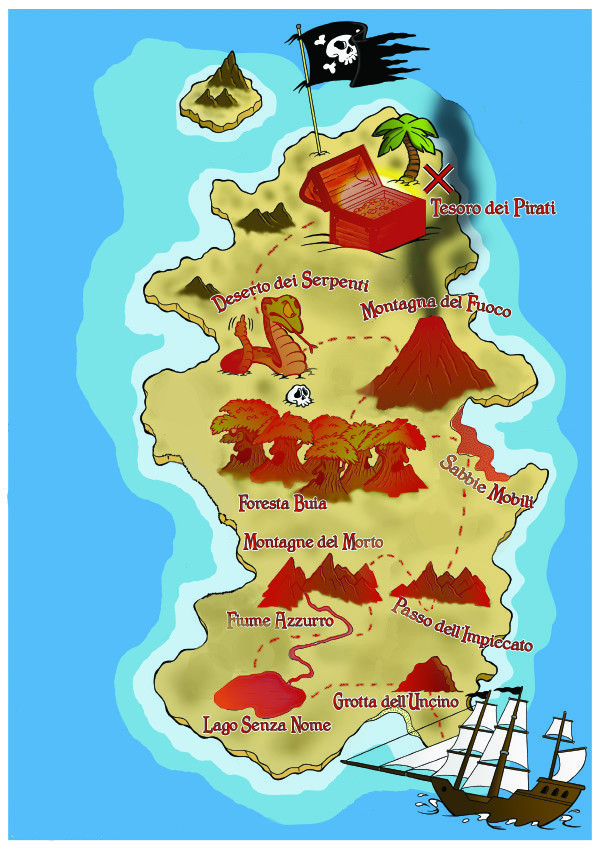 Tesoro dei Pirati
Deserto dei Serpenti
Montagna del Fuoco
Sabbie Mobili
Foresta Buia
Montagne del Morto
Fiume Azzurro
Passo dell'Impiccato
Grotta dell'Uncino
Lago Senza Nome